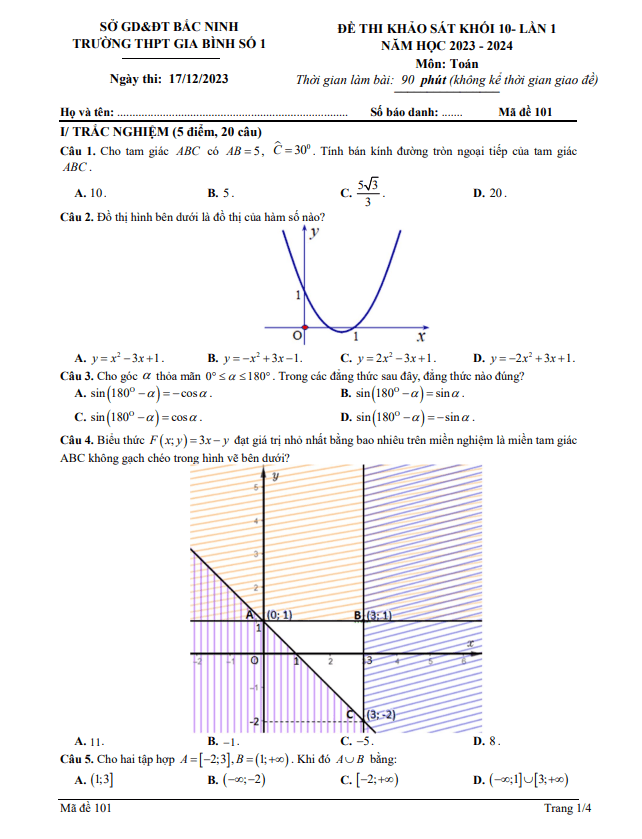 SỞ GD&ĐT BẮC NINH
TRƯỜNG THPT GIA BÌNH SỐ 1
ĐỀ THI KHẢO SÁT KHỐI 10- LẦN 1
NĂM HỌC 2023 - 2024
Môn: Toán
Ngày thi: 17/12/2023
Thời gian làm bài: 90 phút (không kể thời gian giao đề)
Họ và tên: ............................................................................ Số báo danh: ....... Mã đề 101
I/ TRẮC NGHIỆM (5 điểm, 20 câu)
Câu 1. Cho tam giác ABC có AB = 5, Ĉ = 30⁰. Tính bán kính đường tròn ngoại tiếp của tam giác
ABC.
A. 10. B. 5. C. 5√3/3. D. 20.
Câu 2. Đồ thị hình bên dưới là đồ thị của hàm số nào?
y
1
O 1 x
A. y = x² − 3x + 1. B. y = −x² + 3x − 1. C. y = 2x² − 3x + 1. D. y = −2x² + 3x + 1.
Câu 3. Cho góc α thỏa mãn 0° ≤ α ≤ 180°. Trong các đẳng thức sau đây, đẳng thức nào đúng?
A. sin(180° − α) = −cos α. B. sin(180° − α) = sin α.
C. sin(180° − α) = cos α. D. sin(180° − α) = −sin α.
Câu 4. Biểu thức F(x; y) = 3x − y đạt giá trị nhỏ nhất bằng bao nhiêu trên miền nghiệm là miền tam giác
ABC không gạch chéo trong hình vẽ bên dưới?
y
5
4
3
2
A (0; 1) B (3; 1)
1
x
-2 -1 O 1 2 3 4 5 6
-1
C (3; -2)
-2
A. 11. B. −1. C. −5. D. 8.
Câu 5. Cho hai tập hợp A = [−2;3], B = (1;+∞). Khi đó A∪B bằng:
A. (1;3] B. (−∞;−2) C. [−2;+∞) D. (−∞;1]∪[3;+∞)
Mã đề 101 Trang 1/4